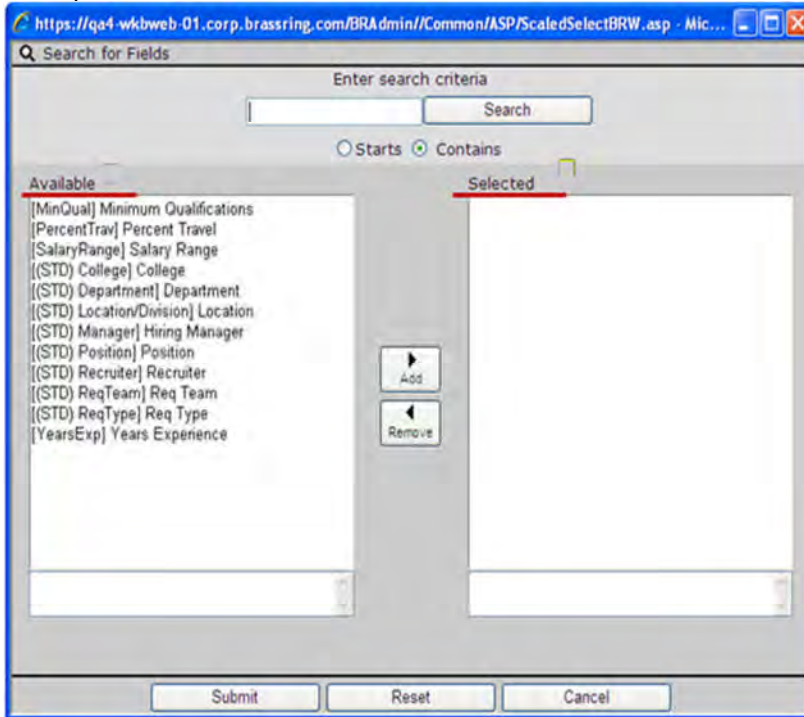 https://qa4-wkbweb-01.corp.brassring.com/BRAdmin//Common/ASP/ScaledSelectBRW.asp - Mic...
Search for Fields
Enter search criteria
Search
Starts Contains
Available Selected
[MinQual] Minimum Qualifications
[PercentTrav] Percent Travel
[SalaryRange] Salary Range
[(STD) College] College
[(STD) Department] Department
[(STD) Location/Division] Location
[(STD) Manager] Hiring Manager
[(STD) Position] Position
[(STD) Recruiter] Recruiter
[(STD) ReqTeam] Req Team
[(STD) ReqType] Req Type
[YearsExp] Years Experience
Add
Remove
Submit Reset Cancel